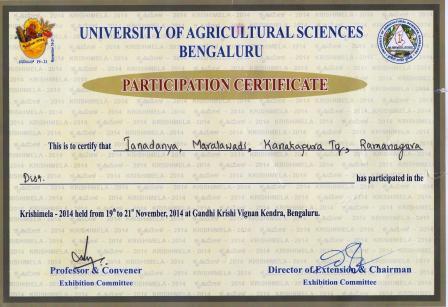 UNIVERSITY OF AGRICULTURAL SCIENCES
BENGALURU
PARTICIPATION CERTIFICATE
This is to certify that Janadanya, Maralawadi, Kanakapura Tq, Ramanagara
Dist. has participated in the
Krishimela - 2014 held from 19th to 21st November, 2014 at Gandhi Krishi Vignan Kendra, Bengaluru.
Professor & Convener
Exhibition Committee
Director of Extension & Chairman
Exhibition Committee